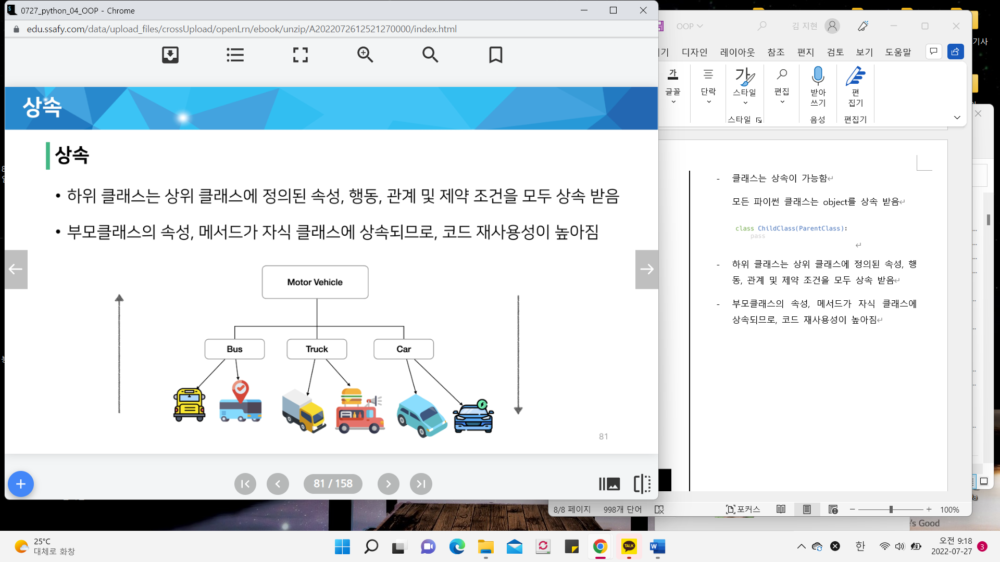 0727_python_04_OOP - Chrome
edu.ssafy.com/data/upload_files/crossUpload/openLrn/ebook/unzip/A2022072612521270000/index.html
상속
상속
• 하위 클래스는 상위 클래스에 정의된 속성, 행동, 관계 및 제약 조건을 모두 상속 받음
• 부모클래스의 속성, 메서드가 자식 클래스에 상속되므로, 코드 재사용성이 높아짐
Motor Vehicle
Bus
Truck
Car
81
81 / 158
OOP
김 지현
디자인 레이아웃 참조 편지 검토 보기 도움말
가 글꼴
단락
가 스타일
편집
받아
쓰기
편
집기
스타일
음성
편집기
- 클래스는 상속이 가능함
모든 파이썬 클래스는 object를 상속 받음
class ChildClass(ParentClass):
pass
- 하위 클래스는 상위 클래스에 정의된 속성, 행
동, 관계 및 제약 조건을 모두 상속 받음
- 부모클래스의 속성, 메서드가 자식 클래스에
상속되므로, 코드 재사용성이 높아짐
8/8 페이지 998개 단어
포커스
100%
기사
's Good
25°C
대체로 화창
TALK
한
오전 9:18
2022-07-27
3